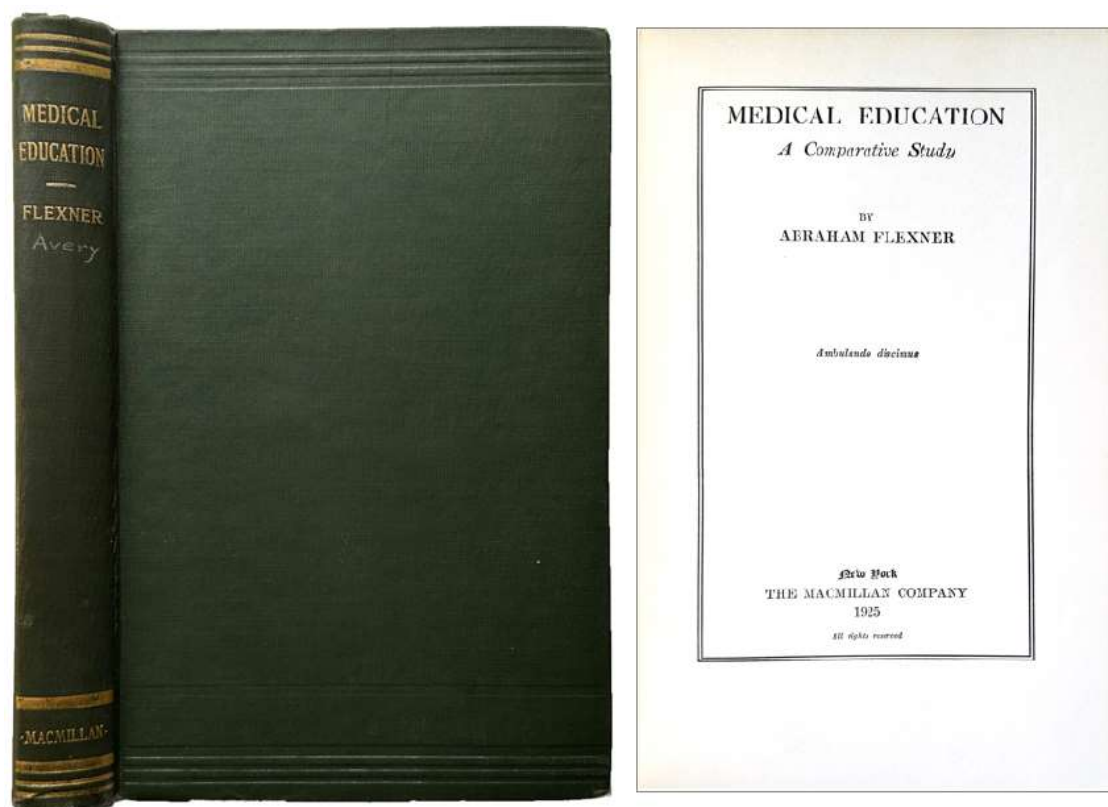 MEDICAL
EDUCATION
FLEXNER
Avery
·MACMILLAN·
MEDICAL EDUCATION
A Comparative Study
BY
ABRAHAM FLEXNER
Ambulando discimus
New York
THE MACMILLAN COMPANY
1925
All rights reserved